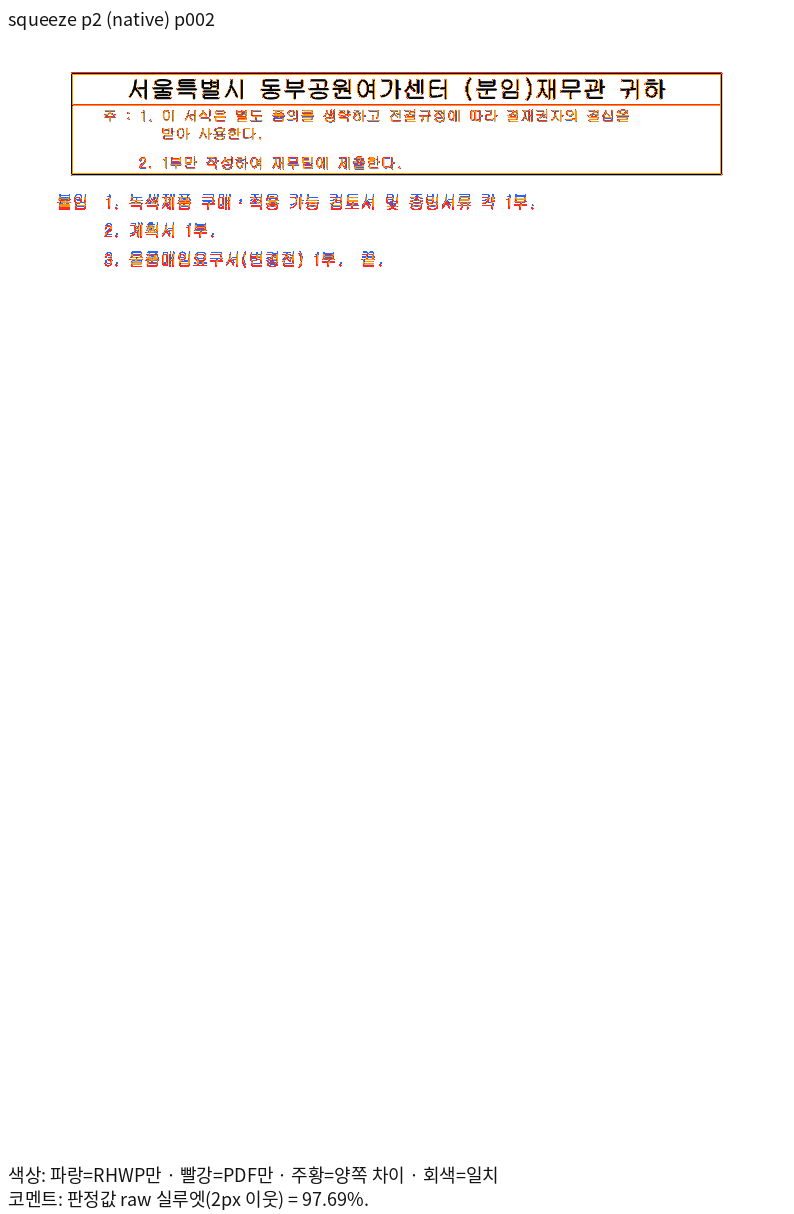 squeeze p2 (native) p002
서울특별시 동부공원여가센터 (분임)재무관 귀하
주 : 1. 이 서식은 별도 품의를 생략하고 전결규정에 따라 결재권자의 결심을
받아 사용한다.
2. 1부만 작성하여 재무팀에 제출한다.
붙임 1. 녹색제품 구매·적용 가능 검토서 및 증빙서류 각 1부.
2. 계획서 1부.
3. 물품매입요구서(변경전) 1부. 끝.
색상: 파랑=RHWP만 · 빨강=PDF만 · 주황=양쪽 차이 · 회색=일치
코멘트: 판정값 raw 실루엣(2px 이웃) = 97.69%.